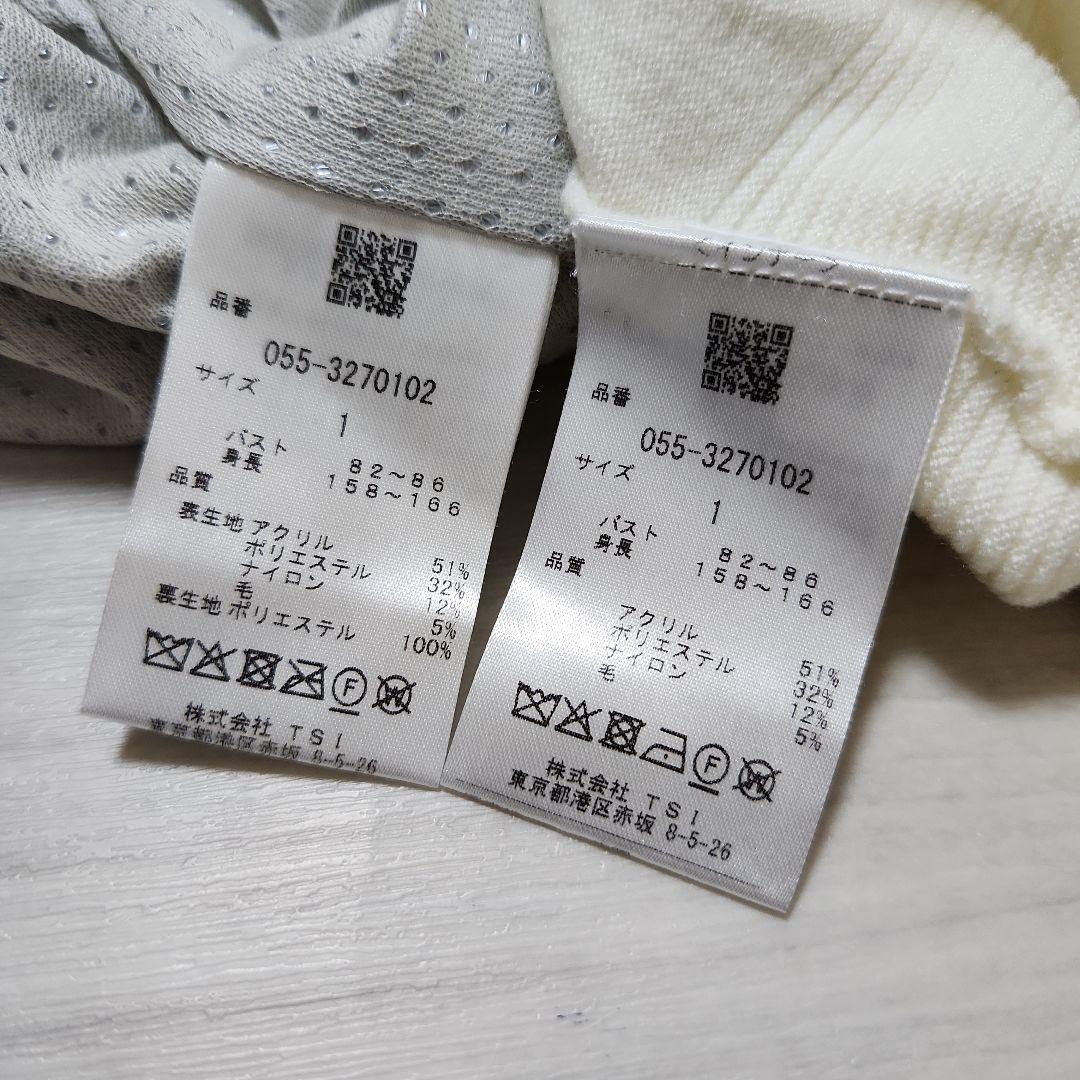 品番
055-3270102
サイズ
1
バスト 82～86
身長 158～166
品質
表生地 アクリル 51%
ポリエステル 32%
ナイロン 12%
毛 5%
裏生地 ポリエステル 100%
F
W
株式会社 TSI
東京都港区赤坂 8-5-26
品番
055-3270102
サイズ
1
バスト 82～86
身長 158～166
品質
アクリル 51%
ポリエステル 32%
ナイロン 12%
毛 5%
F
W
株式会社 TSI
東京都港区赤坂 8-5-26